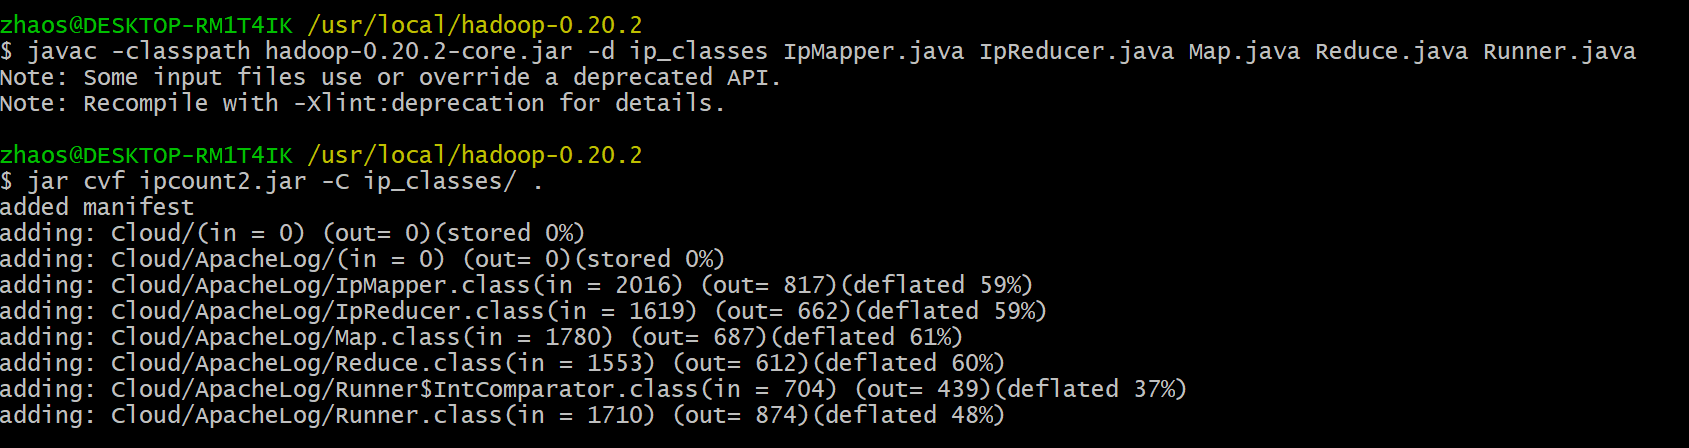 zhaos@DESKTOP-RM1T4IK /usr/local/hadoop-0.20.2
$ javac -classpath hadoop-0.20.2-core.jar -d ip_classes IpMapper.java IpReducer.java Map.java Reduce.java Runner.java
Note: Some input files use or override a deprecated API.
Note: Recompile with -Xlint:deprecation for details.
zhaos@DESKTOP-RM1T4IK /usr/local/hadoop-0.20.2
$ jar cvf ipcount2.jar -C ip_classes/ .
added manifest
adding: Cloud/(in = 0) (out= 0)(stored 0%)
adding: Cloud/ApacheLog/(in = 0) (out= 0)(stored 0%)
adding: Cloud/ApacheLog/IpMapper.class(in = 2016) (out= 817)(deflated 59%)
adding: Cloud/ApacheLog/IpReducer.class(in = 1619) (out= 662)(deflated 59%)
adding: Cloud/ApacheLog/Map.class(in = 1780) (out= 687)(deflated 61%)
adding: Cloud/ApacheLog/Reduce.class(in = 1553) (out= 612)(deflated 60%)
adding: Cloud/ApacheLog/Runner$IntComparator.class(in = 704) (out= 439)(deflated 37%)
adding: Cloud/ApacheLog/Runner.class(in = 1710) (out= 874)(deflated 48%)